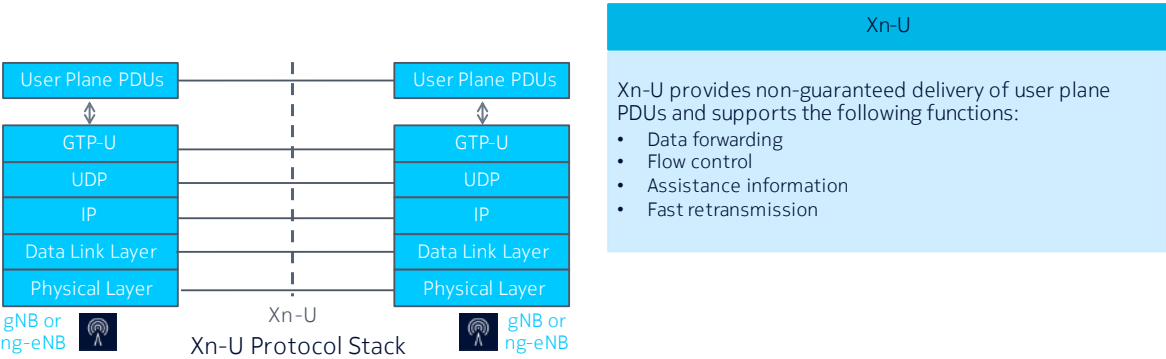 User Plane PDUs
GTP-U
UDP
IP
Data Link Layer
Physical Layer
gNB or
ng-eNB
Xn-U
Xn-U Protocol Stack
User Plane PDUs
GTP-U
UDP
IP
Data Link Layer
Physical Layer
gNB or
ng-eNB
Xn-U
Xn-U provides non-guaranteed delivery of user plane
PDUs and supports the following functions:
• Data forwarding
• Flow control
• Assistance information
• Fast retransmission